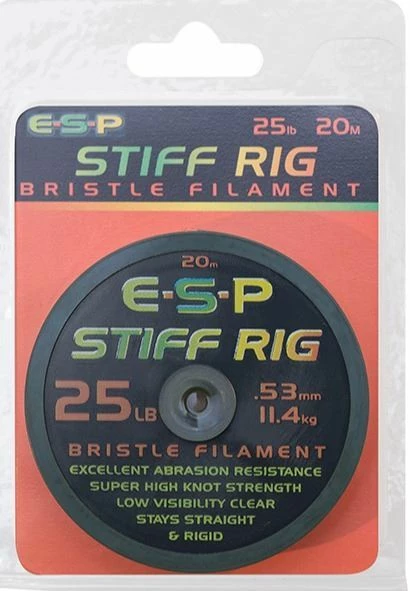 E-S-P
25lb 20M
STIFF RIG
BRISTLE FILAMENT
20m
E-S-P
STIFF RIG
25LB
.53mm
11.4kg
BRISTLE FILAMENT
EXCELLENT ABRASION RESISTANCE
SUPER HIGH KNOT STRENGTH
LOW VISIBILITY CLEAR
STAYS STRAIGHT
& RIGID